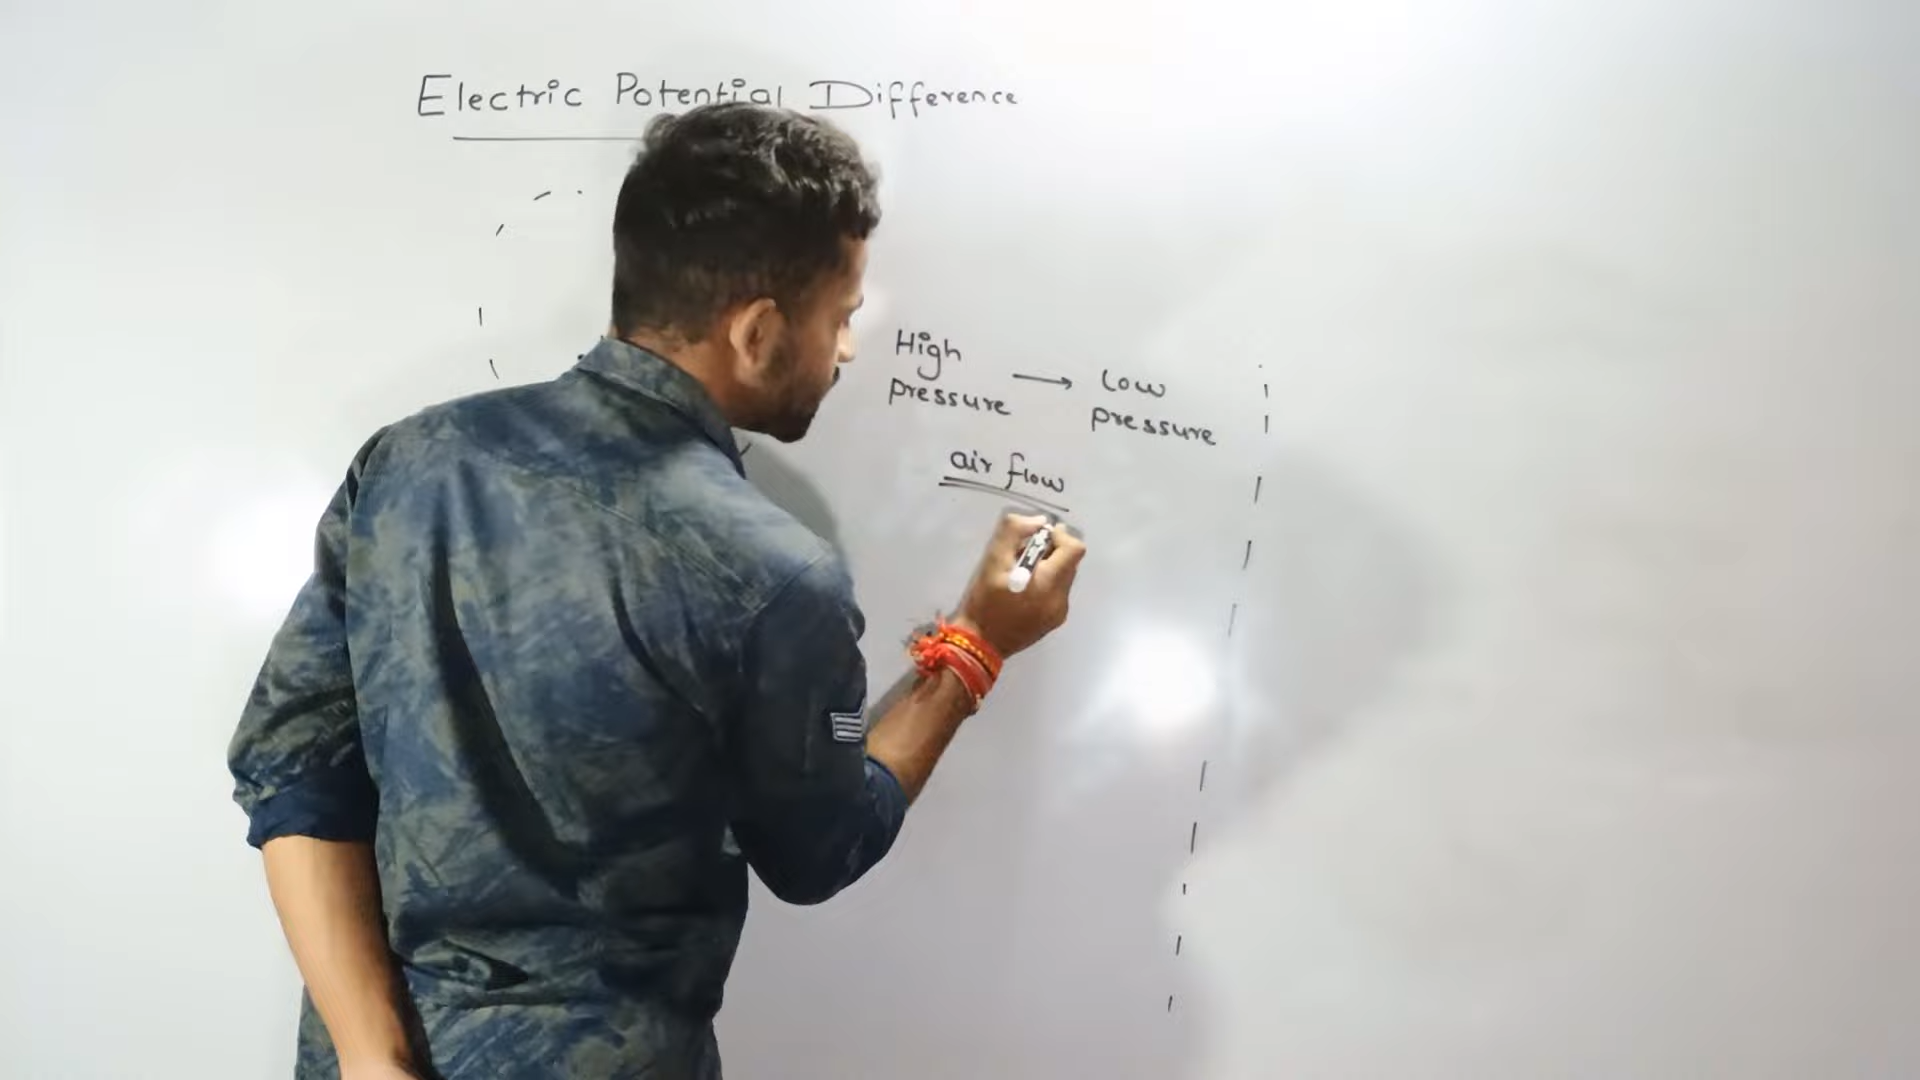 Electric Potential Difference
High
pressure → Low
pressure
air flow